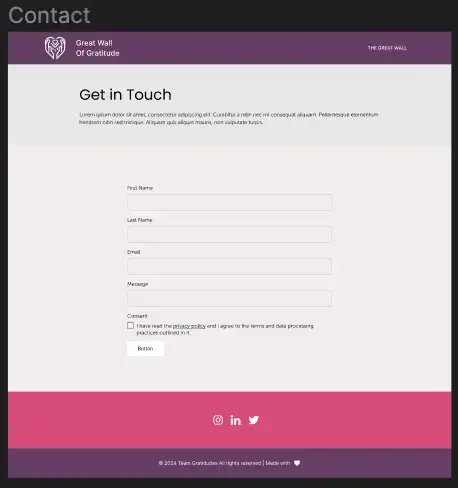 Contact
Great Wall
Of Gratitude
THE GREAT WALL
Get in Touch
Lorem ipsum dolor sit amet, consectetur adipiscing elit. Curabitur a nibh nec mi consequat aliquam. Pellentesque elementum
hendrerit nibh sed tristique. Aliquam quis aliquet mauris, non vulputate turpis.
First Name
Last Name
Email
Message
Consent
I have read the privacy policy and I agree to the terms and data processing
practices outlined in it.
Button
© 2024 Team Gratidudes All rights reserved | Made with